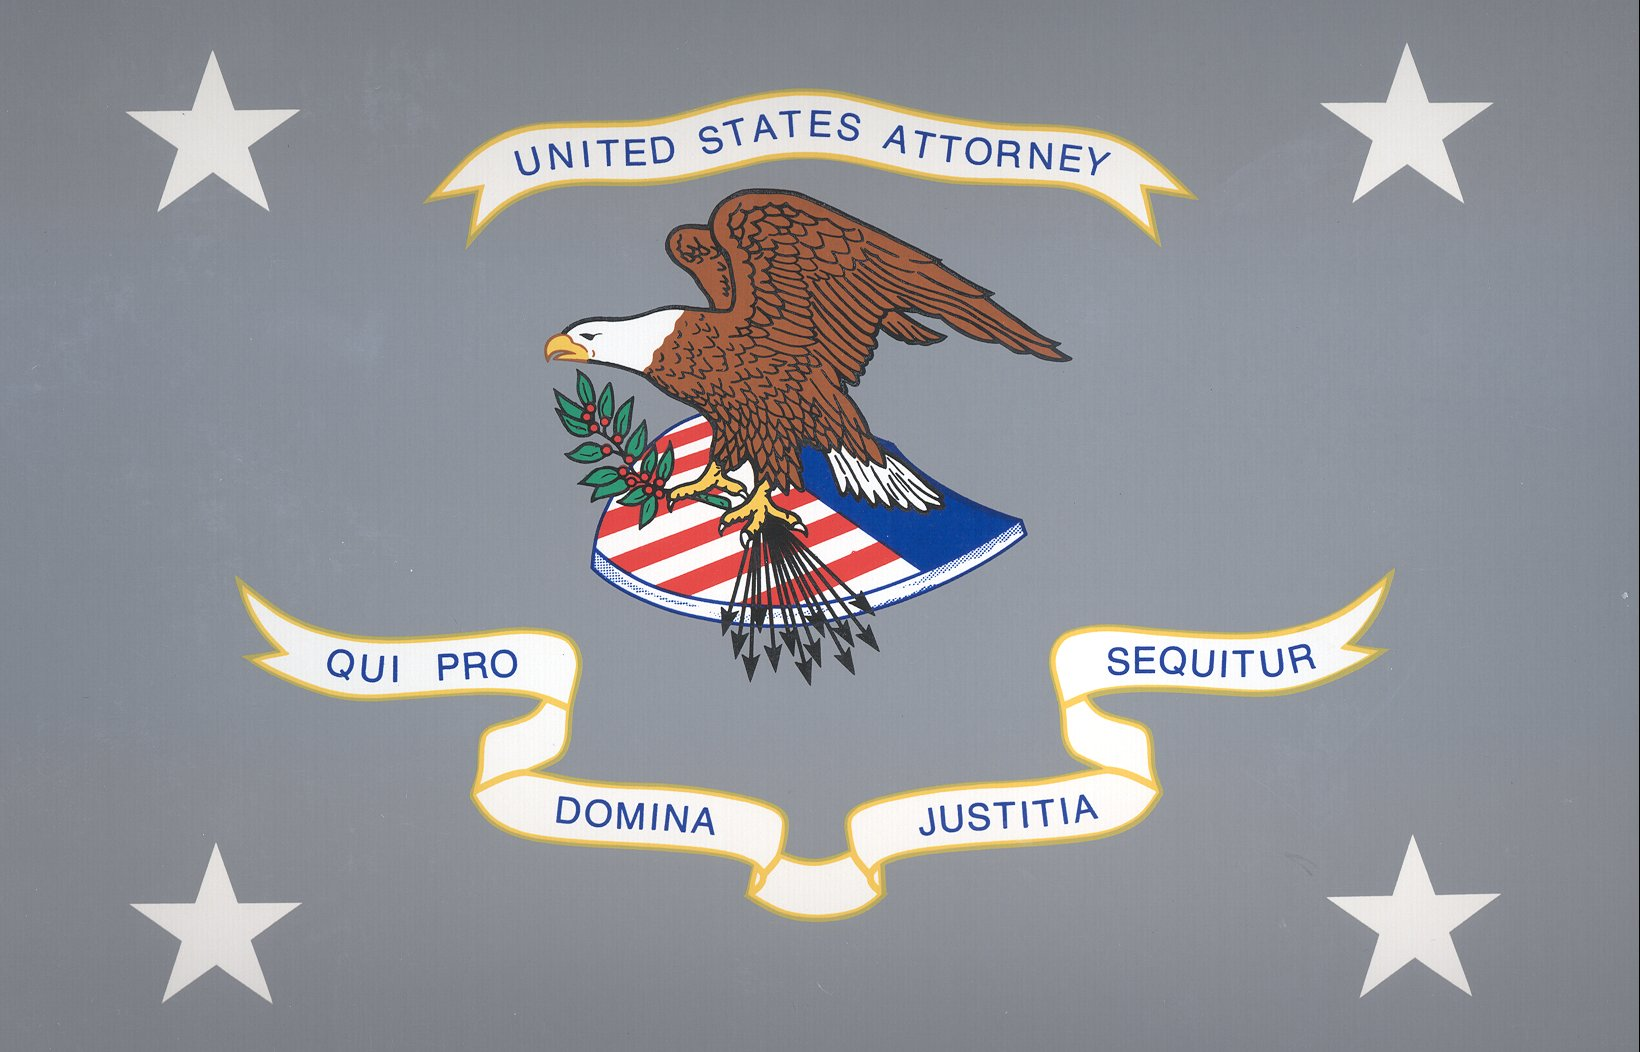 UNITED STATES ATTORNEY
QUI PRO
DOMINA
JUSTITIA
SEQUITUR